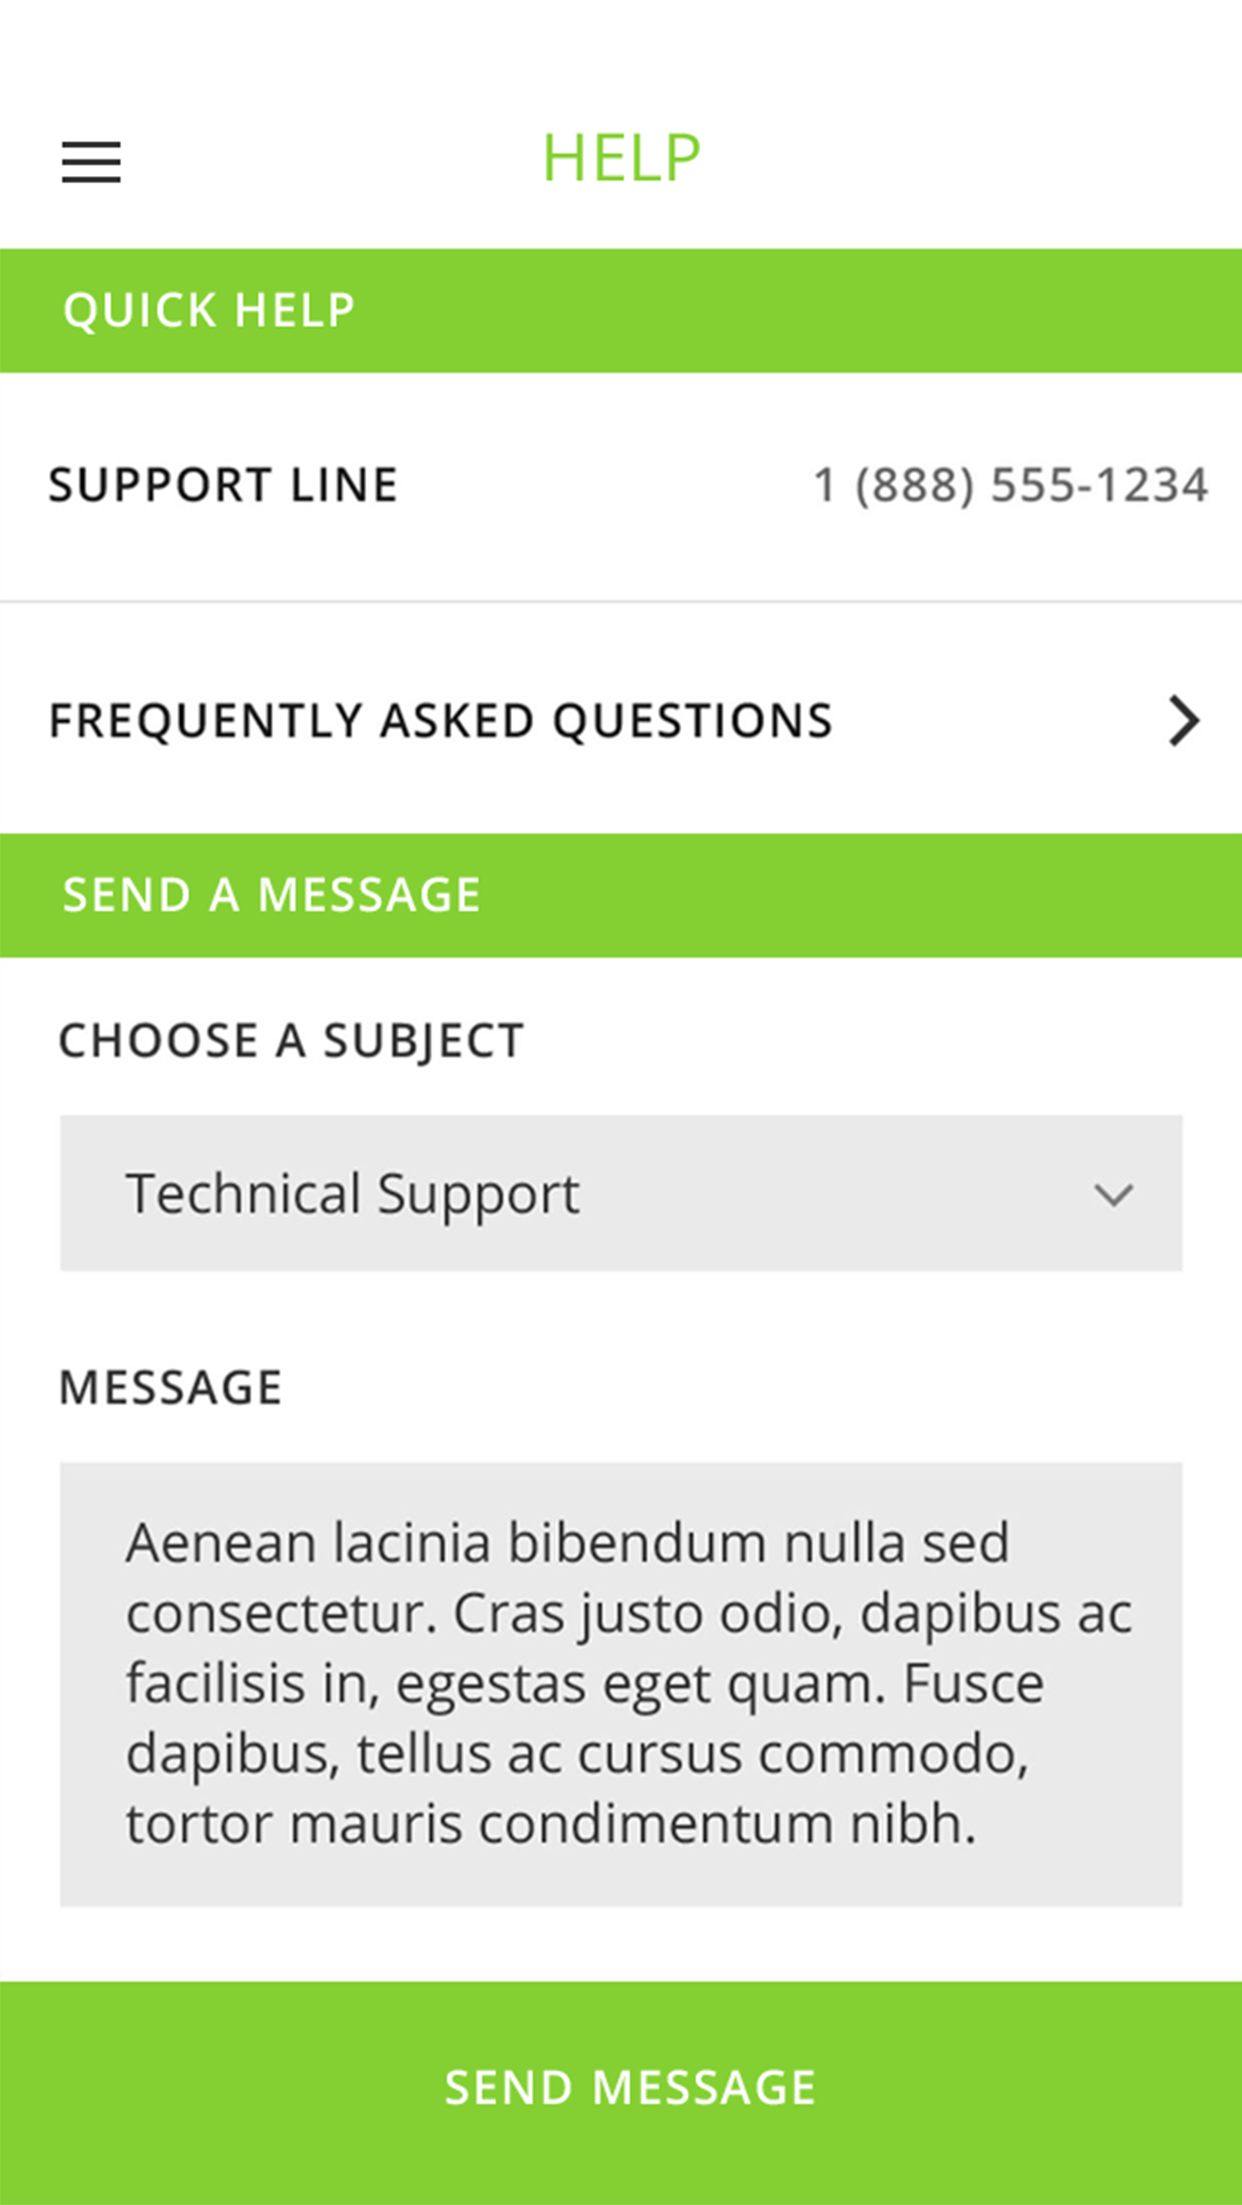 HELP
QUICK HELP
SUPPORT LINE 1 (888) 555-1234
FREQUENTLY ASKED QUESTIONS
SEND A MESSAGE
CHOOSE A SUBJECT
Technical Support
MESSAGE
Aenean lacinia bibendum nulla sed
consectetur. Cras justo odio, dapibus ac
facilisis in, egestas eget quam. Fusce
dapibus, tellus ac cursus commodo,
tortor mauris condimentum nibh.
SEND MESSAGE